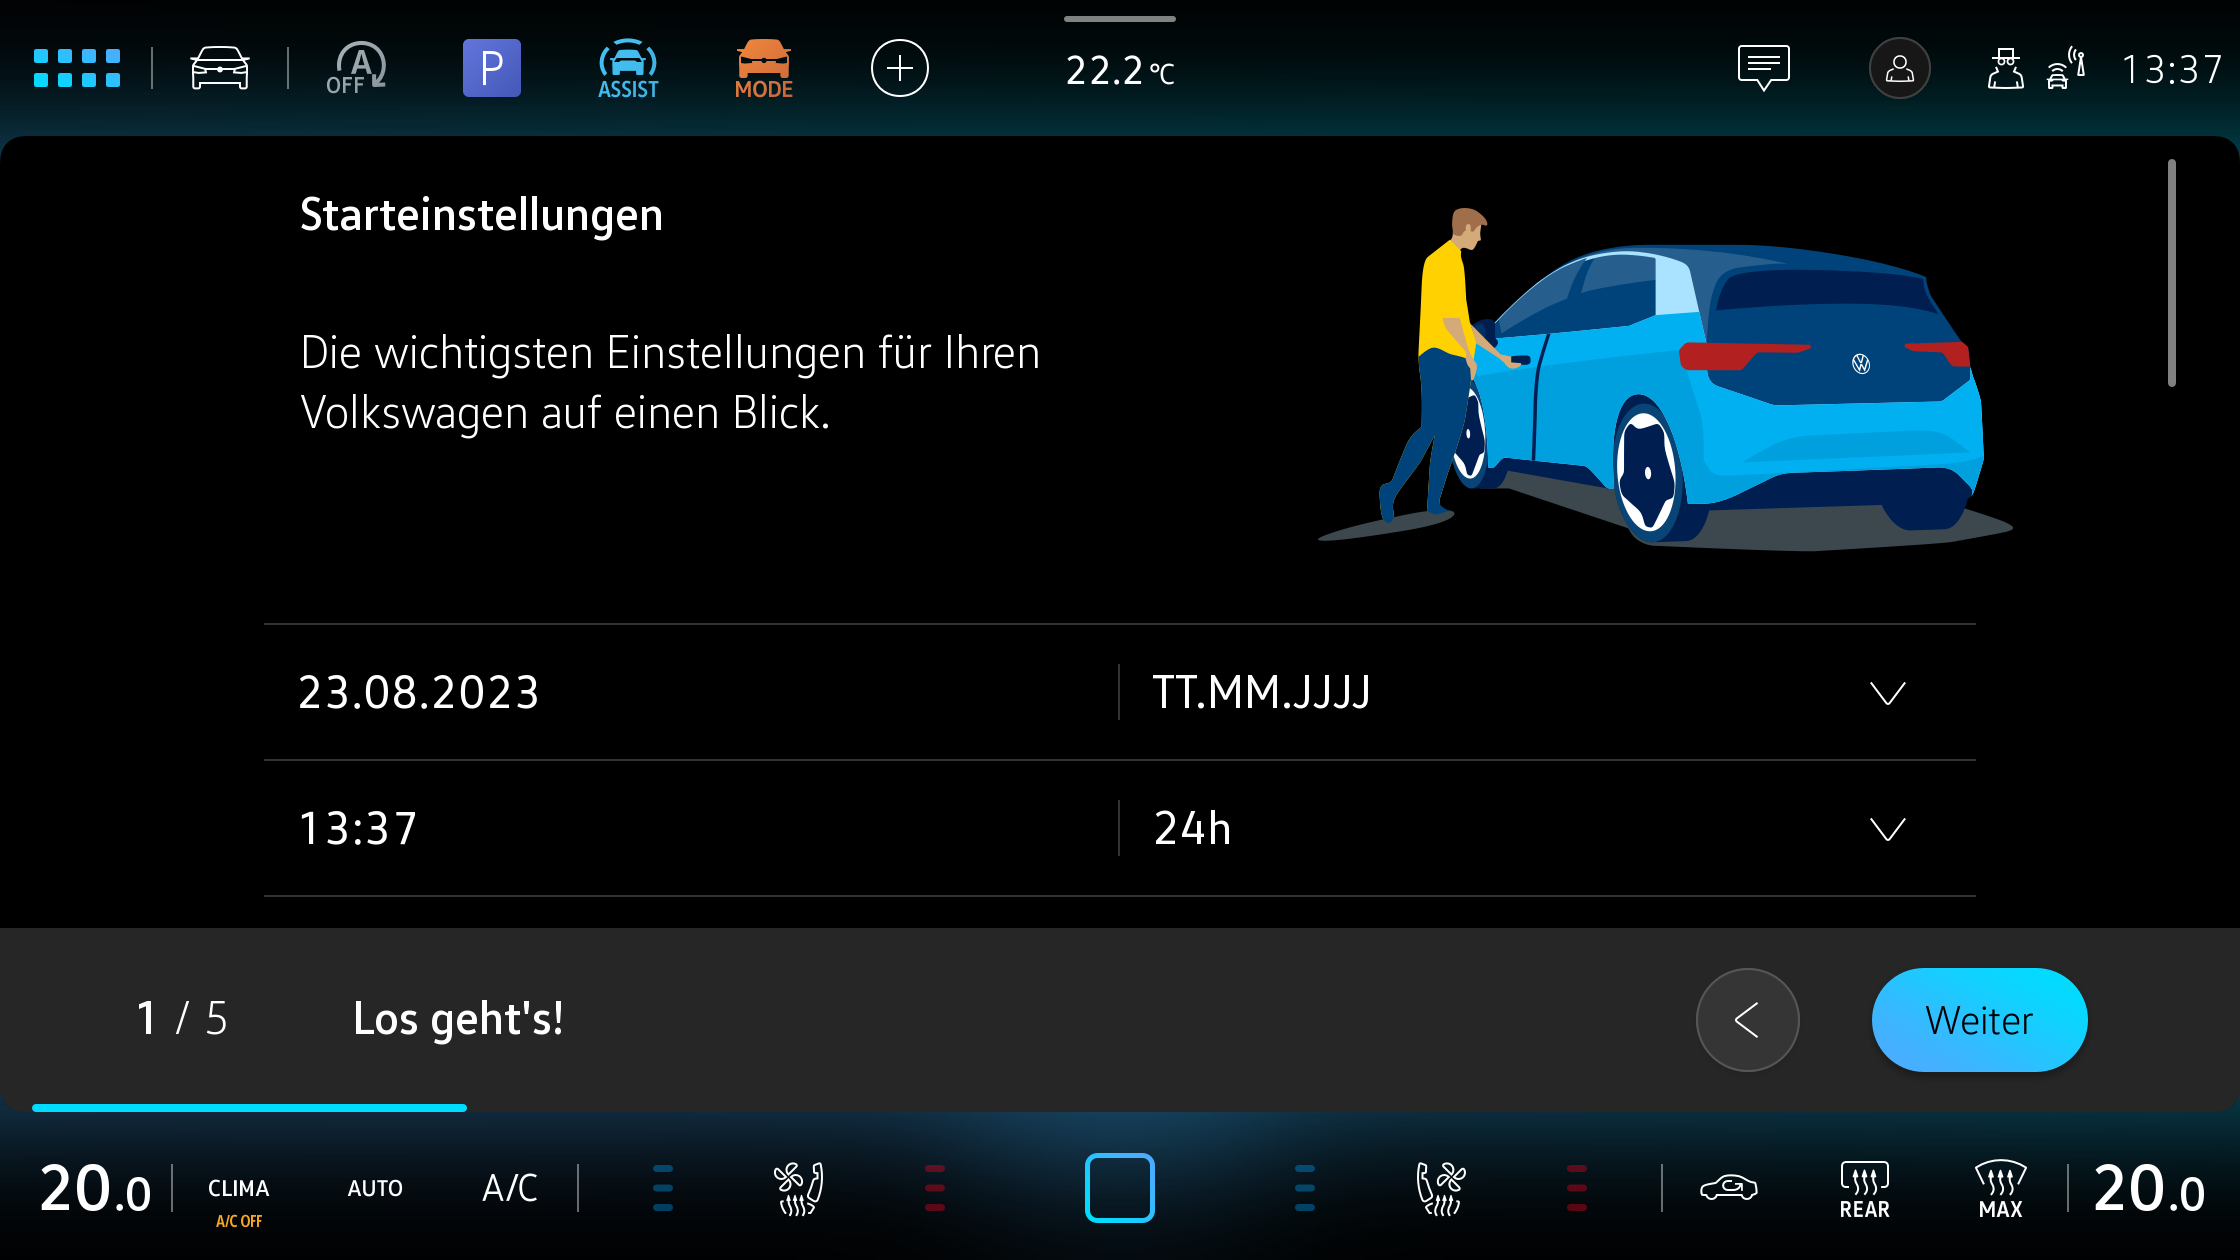 A
OFF
P
ASSIST
MODE
22.2 °C
13:37
Starteinstellungen
Die wichtigsten Einstellungen für Ihren
Volkswagen auf einen Blick.
23.08.2023
TT.MM.JJJJ
13:37
24h
1 / 5
Los geht's!
Weiter
20.0
CLIMA
A/C OFF
AUTO
A/C
REAR
MAX
20.0